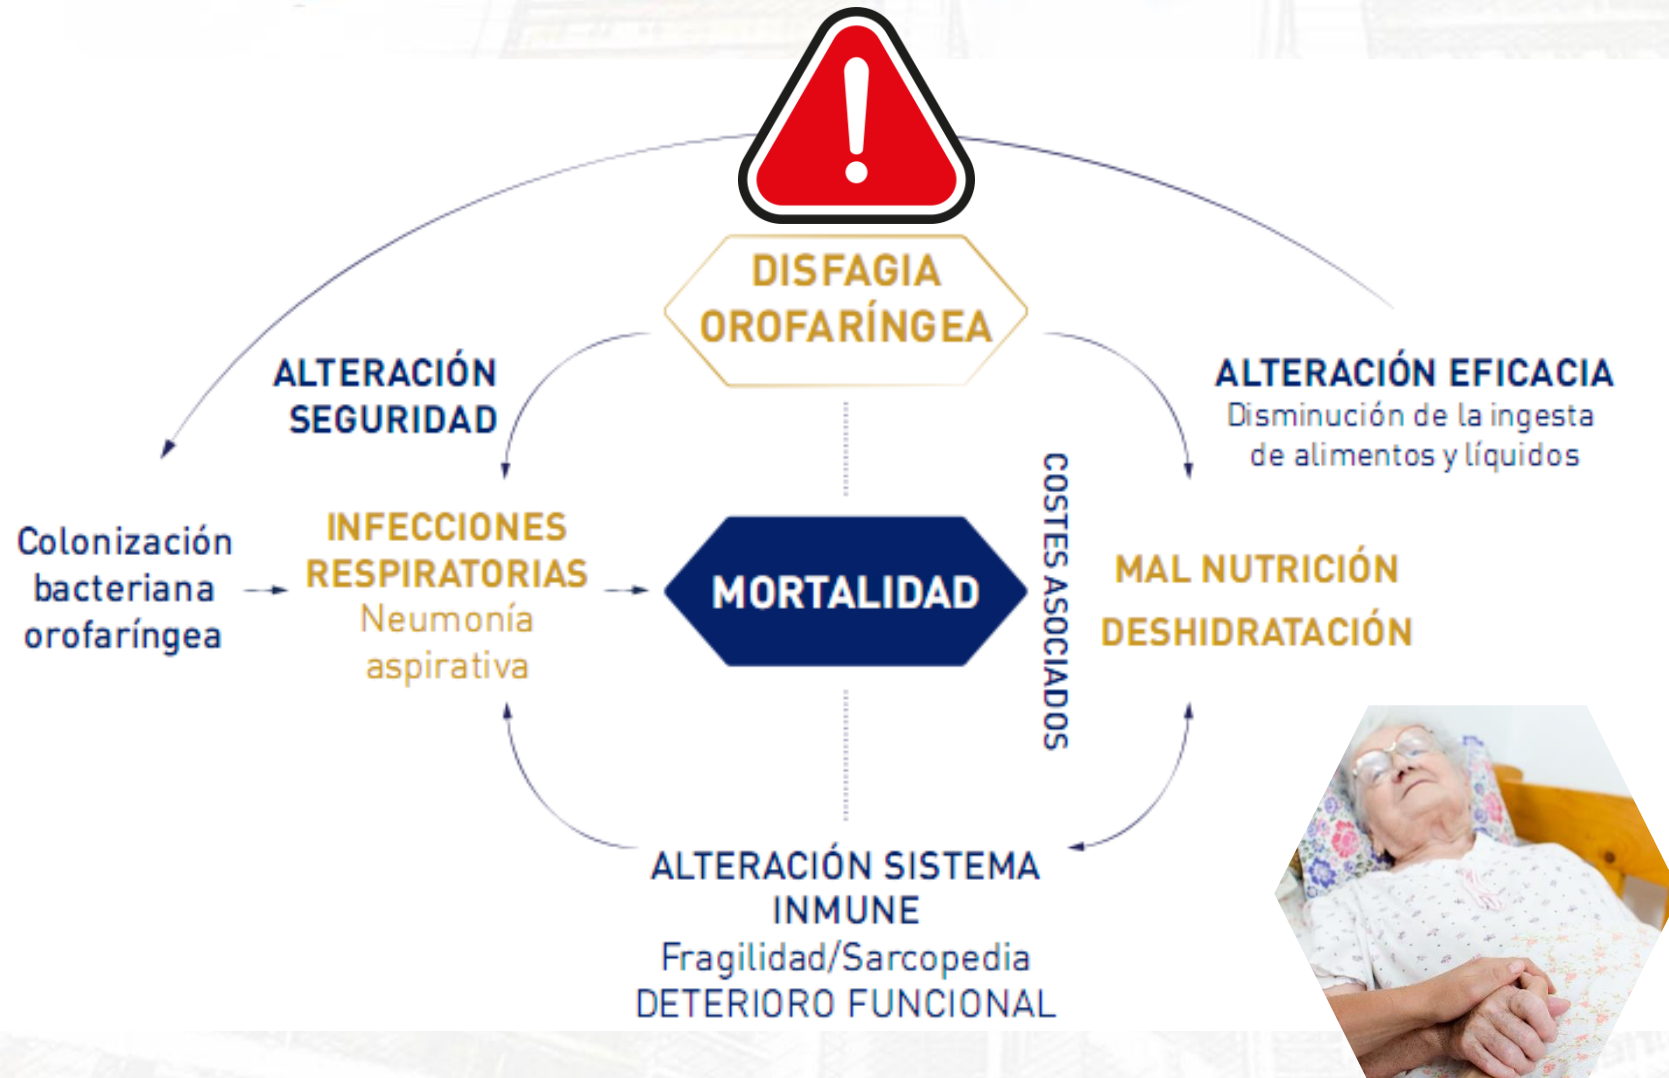 DISFAGIA
OROFARÍNGEA
ALTERACIÓN
SEGURIDAD
ALTERACIÓN EFICACIA
Disminución de la ingesta
de alimentos y líquidos
Colonización
bacteriana
orofaríngea
INFECCIONES
RESPIRATORIAS
Neumonía
aspirativa
MORTALIDAD
COSTES ASOCIADOS
MAL NUTRICIÓN
DESHIDRATACIÓN
ALTERACIÓN SISTEMA
INMUNE
Fragilidad/Sarcopedia
DETERIORO FUNCIONAL